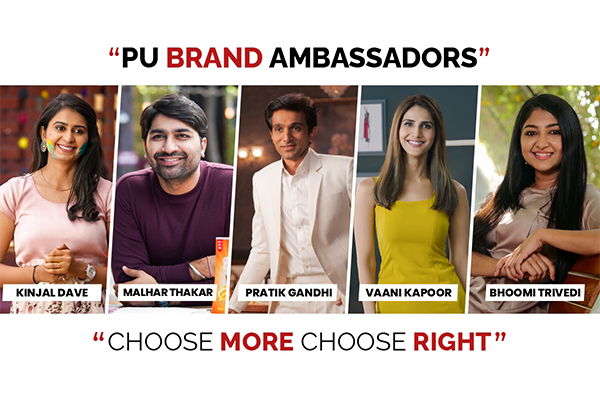 “PU BRAND AMBASSADORS”
KINJAL DAVE
MALHAR THAKAR
PRATIK GANDHI
VAANI KAPOOR
BHOOMI TRIVEDI
“CHOOSE MORE CHOOSE RIGHT”